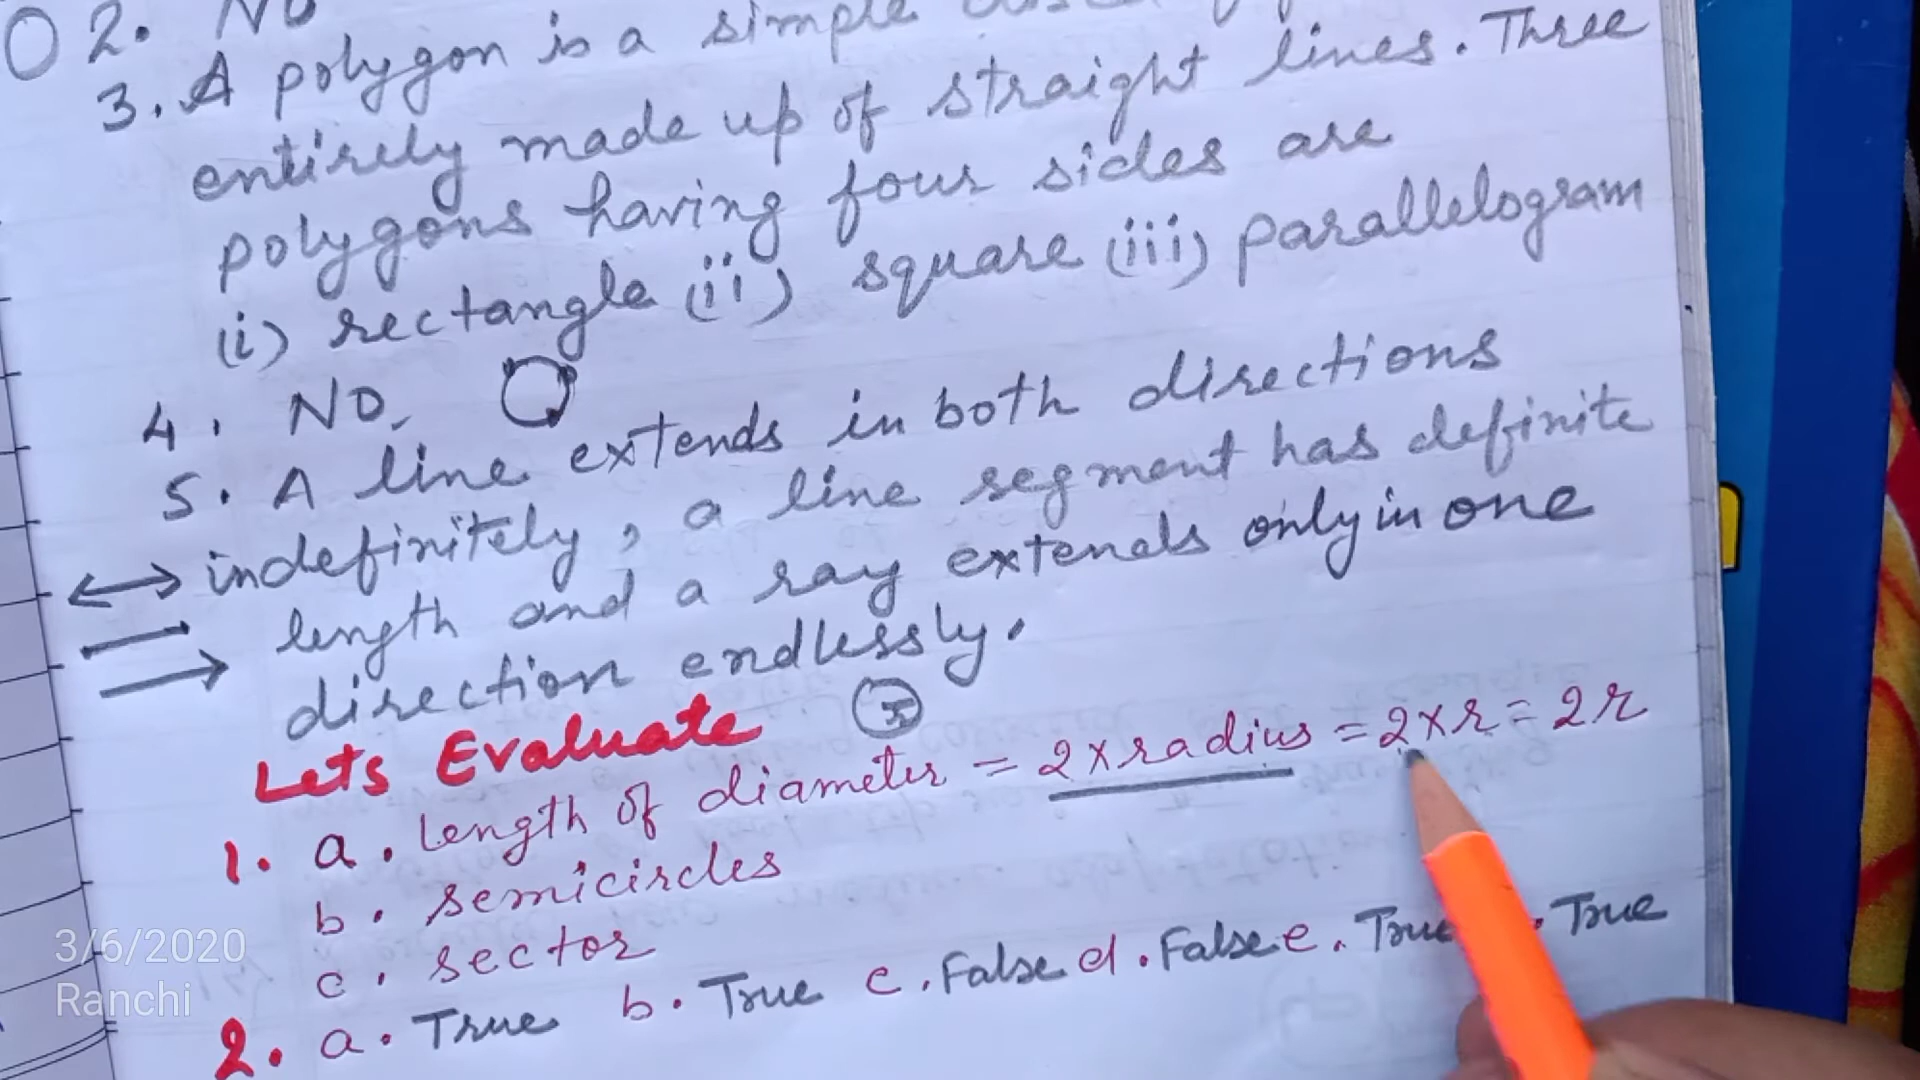 2. No
3. A polygon is a simple
entirely made up of straight lines. Three
polygons having four sides are
(i) rectangle (ii) square (iii) parallelogram
4. NO.
5. A line extends in both directions
indefinitely, a line segment has definite
length and a ray extends only in one
direction endlessly.
Lets Evaluate
1. a. Length of diameter = 2 × radius = 2 × r = 2r
b. semicircles
c. sector
2. a. True b. True c. False d. False e. True . True
3/6/2020
Ranchi